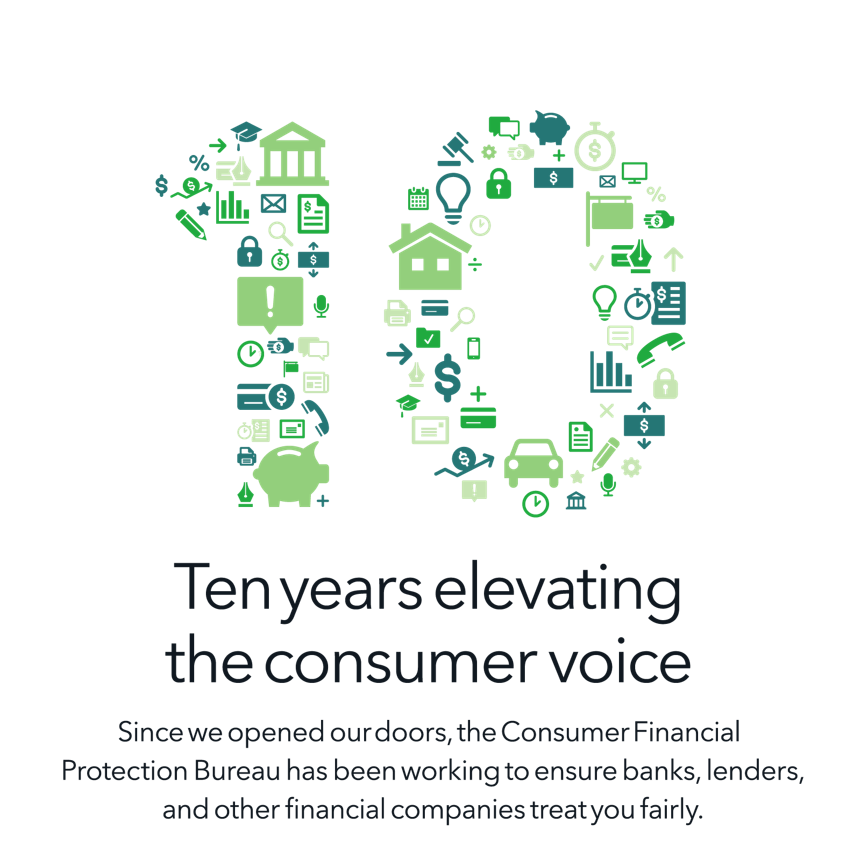 Ten years elevating
the consumer voice
Since we opened our doors, the Consumer Financial
Protection Bureau has been working to ensure banks, lenders,
and other financial companies treat you fairly.